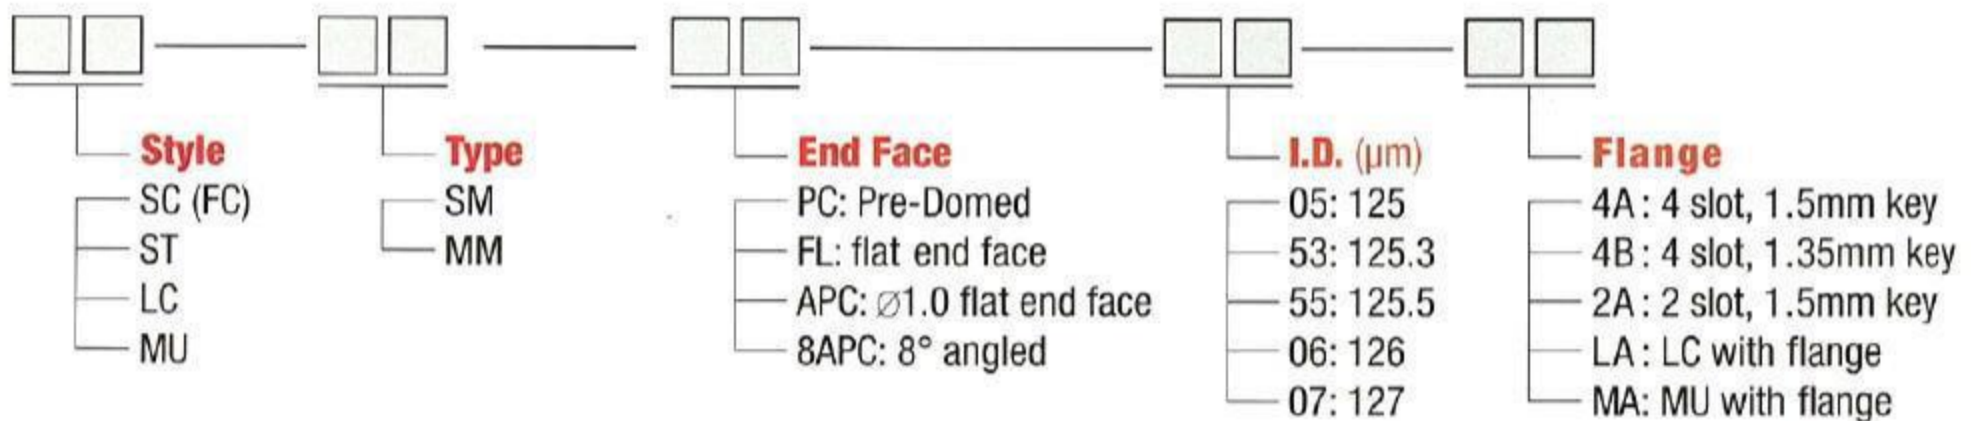 Style
SC (FC)
ST
LC
MU
Type
SM
MM
End Face
PC: Pre-Domed
FL: flat end face
APC: ∅1.0 flat end face
8APC: 8° angled
I.D. (µm)
05: 125
53: 125.3
55: 125.5
06: 126
07: 127
Flange
4A: 4 slot, 1.5mm key
4B: 4 slot, 1.35mm key
2A: 2 slot, 1.5mm key
LA: LC with flange
MA: MU with flange